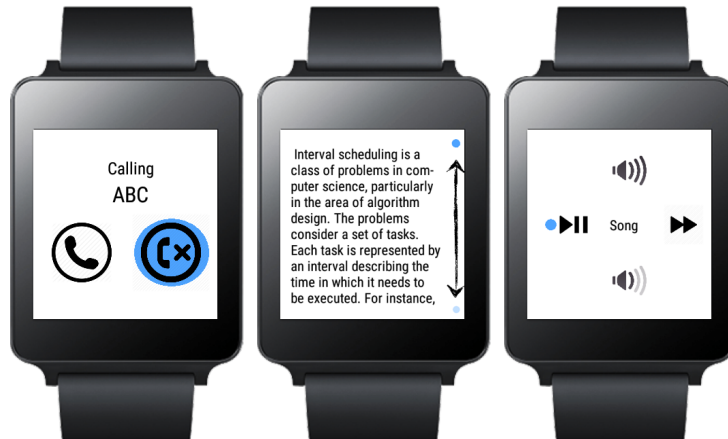 Calling
ABC
Interval scheduling is a
class of problems in com-
puter science, particularly
in the area of algorithm
design. The problems
consider a set of tasks.
Each task is represented by
an interval describing the
time in which it needs to
be executed. For instance,
Song